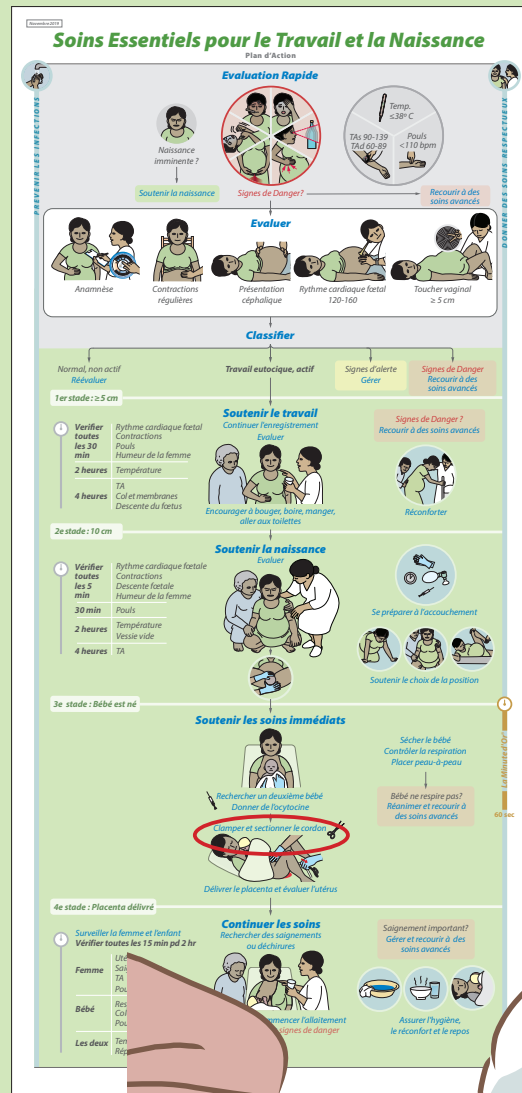 Novembre 2019
Soins Essentiels pour le Travail et la Naissance
Plan d'Action
PREVENIR LES INFECTIONS
DONNER DES SOINS RESPECTUEUX
Evaluation Rapide
Naissance
imminente ?
Temp.
≤38° C
TAs 90-139
TAd 60-89
Pouls
<110 bpm
Soutenir la naissance
Signes de Danger?
Recourir à des
soins avancés
Evaluer
Anamnèse
Contractions
régulières
Présentation
céphalique
Rythme cardiaque fœtal
120-160
Toucher vaginal
≥ 5 cm
Classifier
Normal, non actif
Réévaluer
Travail eutocique, actif
Signes d'alerte
Gérer
Signes de Danger
Recourir à des
soins avancés
1er stade : ≥ 5 cm
Soutenir le travail
Continuer l'enregistrement
Evaluer
Verifier
toutes
les 30
min
Rythme cardiaque fœtal
Contractions
Pouls
Humeur de la femme
2 heures
Température
4 heures
TA
Col et membranes
Descente du fœtus
Encourager à bouger, boire, manger,
aller aux toilettes
Signes de Danger ?
Recourir à des soins avancés
Réconforter
2e stade : 10 cm
Soutenir la naissance
Evaluer
Vérifier
toutes
les 5
min
Rythme cardiaque fœtale
Contractions
Descente fœtale
Humeur de la femme
30 min
Pouls
2 heures
Température
Vessie vide
4 heures
TA
Se préparer à l'accouchement
Soutenir le choix de la position
3e stade : Bébé est né
Soutenir les soins immédiats
Rechercher un deuxième bébé
Donner de l'ocytocine
Clamper et sectionner le cordon
Délivrer le placenta et évaluer l'utérus
Sécher le bébé
Contrôler la respiration
Placer peau-à-peau
Bébé ne respire pas?
Réanimer et recourir à
des soins avancés
La Minute d'Or
60 sec
4e stade : Placenta délivré
Continuer les soins
Rechercher des saignements
ou déchirures
Surveiller la femme et l'enfant
Vérifier toutes les 15 min pd 2 hr
Femme
TA
Bébé
Les deux
l'allaitement
signes de danger
Saignement important?
Gérer et recourir à des
soins avancés
Assurer l'hygiène,
le réconfort et le repos